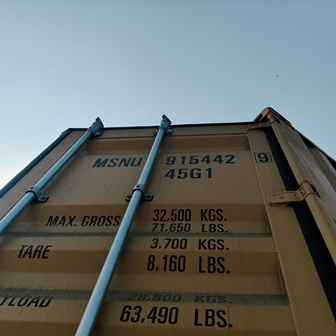 MSNU 915442 9
45G1
MAX. GROSS 32,500 KGS.
71,650 LBS.
TARE 3,700 KGS.
8,160 LBS.
YLOAD 28,800 KGS.
63,490 LBS.